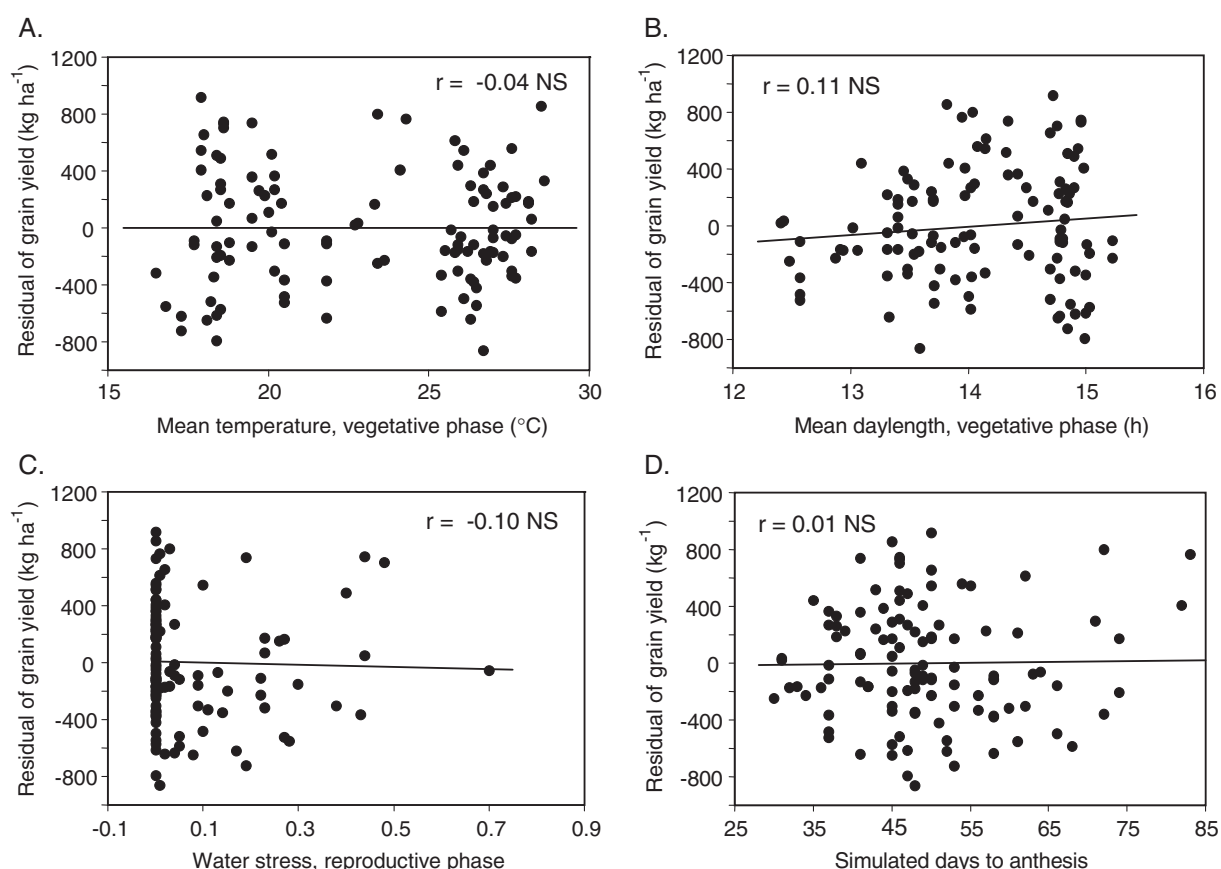 A.
1200
800
400
0
-400
-800
Residual of grain yield (kg ha⁻¹)
r = -0.04 NS
15 20 25 30
Mean temperature, vegetative phase (°C)
B.
1200
800
400
0
-400
-800
Residual of grain yield (kg ha⁻¹)
r = 0.11 NS
12 13 14 15 16
Mean daylength, vegetative phase (h)
C.
1200
800
400
0
-400
-800
Residual of grain yield (kg ha⁻¹)
r = -0.10 NS
-0.1 0.1 0.3 0.5 0.7 0.9
Water stress, reproductive phase
D.
1200
800
400
0
-400
-800
Residual of grain yield (kg⁻¹)
r = 0.01 NS
25 35 45 55 65 75 85
Simulated days to anthesis